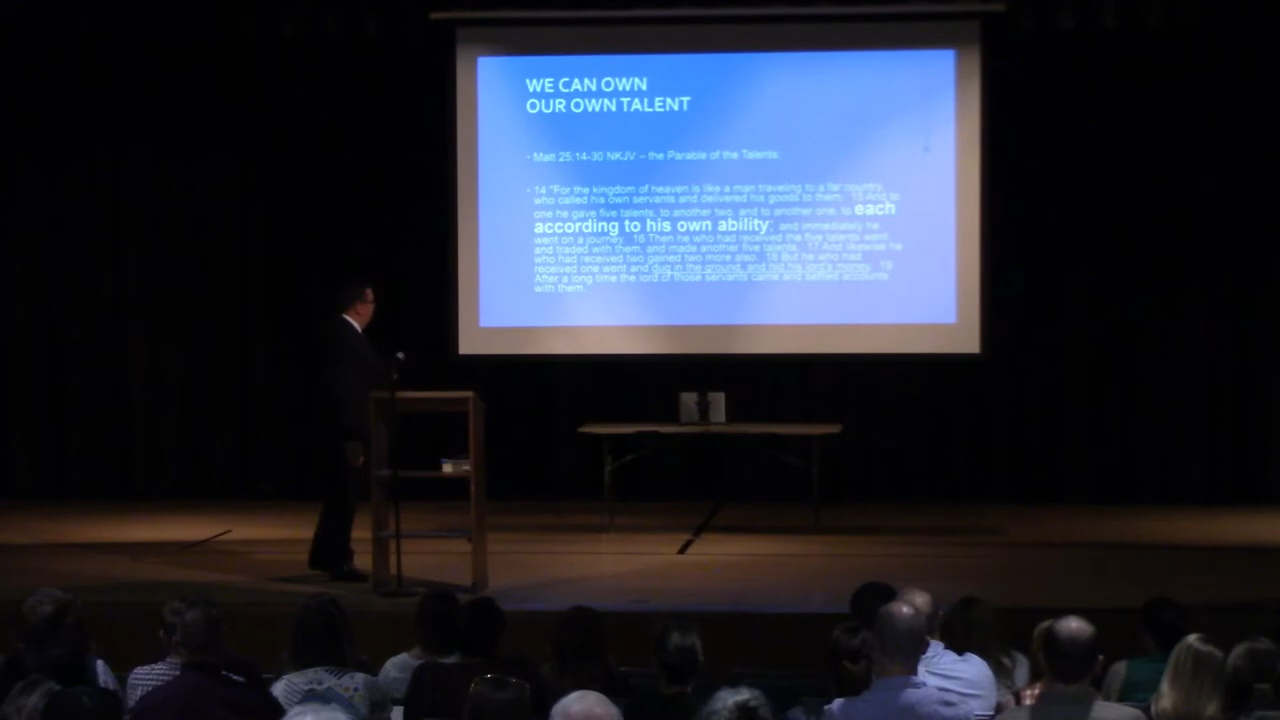 WE CAN OWN
OUR OWN TALENT
• Matt 25:14-30 NKJV – the Parable of the Talents:
• 14 "For the kingdom of heaven is like a man traveling to a far country,
who called his own servants and delivered his goods to them. 15 And to
one he gave five talents, to another two, and to another one, to each
according to his own ability; and immediately he
went on a journey. 16 Then he who had received the five talents went
and traded with them, and made another five talents. 17 And likewise he
who had received two gained two more also. 18 But he who had
received one went and dug in the ground, and hid his lord's money. 19
After a long time the lord of those servants came and settled accounts
with them.